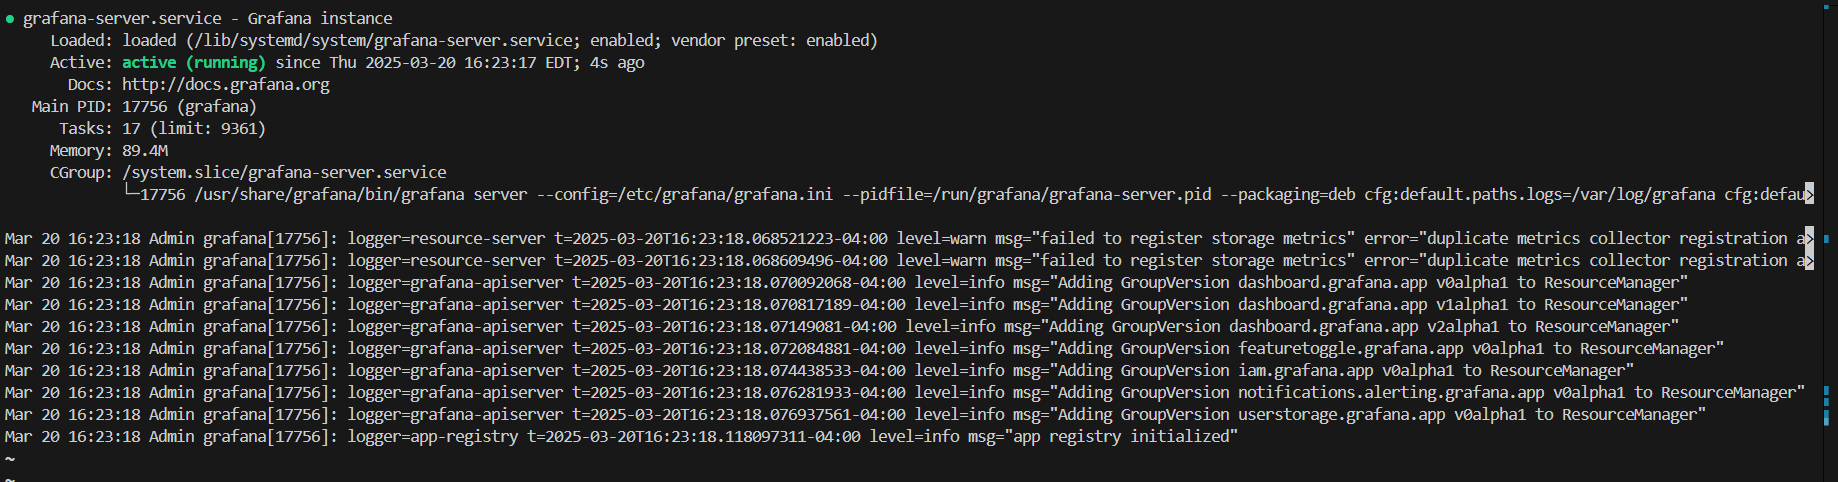 ● grafana-server.service - Grafana instance
Loaded: loaded (/lib/systemd/system/grafana-server.service; enabled; vendor preset: enabled)
Active: active (running) since Thu 2025-03-20 16:23:17 EDT; 4s ago
Docs: http://docs.grafana.org
Main PID: 17756 (grafana)
Tasks: 17 (limit: 9361)
Memory: 89.4M
CGroup: /system.slice/grafana-server.service
└─17756 /usr/share/grafana/bin/grafana server --config=/etc/grafana/grafana.ini --pidfile=/run/grafana/grafana-server.pid --packaging=deb cfg:default.paths.logs=/var/log/grafana cfg:defau>
Mar 20 16:23:18 Admin grafana[17756]: logger=resource-server t=2025-03-20T16:23:18.068521223-04:00 level=warn msg="failed to register storage metrics" error="duplicate metrics collector registration a>
Mar 20 16:23:18 Admin grafana[17756]: logger=resource-server t=2025-03-20T16:23:18.068609496-04:00 level=warn msg="failed to register storage metrics" error="duplicate metrics collector registration a>
Mar 20 16:23:18 Admin grafana[17756]: logger=grafana-apiserver t=2025-03-20T16:23:18.070092068-04:00 level=info msg="Adding GroupVersion dashboard.grafana.app v0alpha1 to ResourceManager"
Mar 20 16:23:18 Admin grafana[17756]: logger=grafana-apiserver t=2025-03-20T16:23:18.070817189-04:00 level=info msg="Adding GroupVersion dashboard.grafana.app v1alpha1 to ResourceManager"
Mar 20 16:23:18 Admin grafana[17756]: logger=grafana-apiserver t=2025-03-20T16:23:18.07149081-04:00 level=info msg="Adding GroupVersion dashboard.grafana.app v2alpha1 to ResourceManager"
Mar 20 16:23:18 Admin grafana[17756]: logger=grafana-apiserver t=2025-03-20T16:23:18.072084881-04:00 level=info msg="Adding GroupVersion featuretoggle.grafana.app v0alpha1 to ResourceManager"
Mar 20 16:23:18 Admin grafana[17756]: logger=grafana-apiserver t=2025-03-20T16:23:18.074438533-04:00 level=info msg="Adding GroupVersion iam.grafana.app v0alpha1 to ResourceManager"
Mar 20 16:23:18 Admin grafana[17756]: logger=grafana-apiserver t=2025-03-20T16:23:18.076281933-04:00 level=info msg="Adding GroupVersion notifications.alerting.grafana.app v0alpha1 to ResourceManager"
Mar 20 16:23:18 Admin grafana[17756]: logger=grafana-apiserver t=2025-03-20T16:23:18.076937561-04:00 level=info msg="Adding GroupVersion userstorage.grafana.app v0alpha1 to ResourceManager"
Mar 20 16:23:18 Admin grafana[17756]: logger=app-registry t=2025-03-20T16:23:18.118097311-04:00 level=info msg="app registry initialized"
~
~